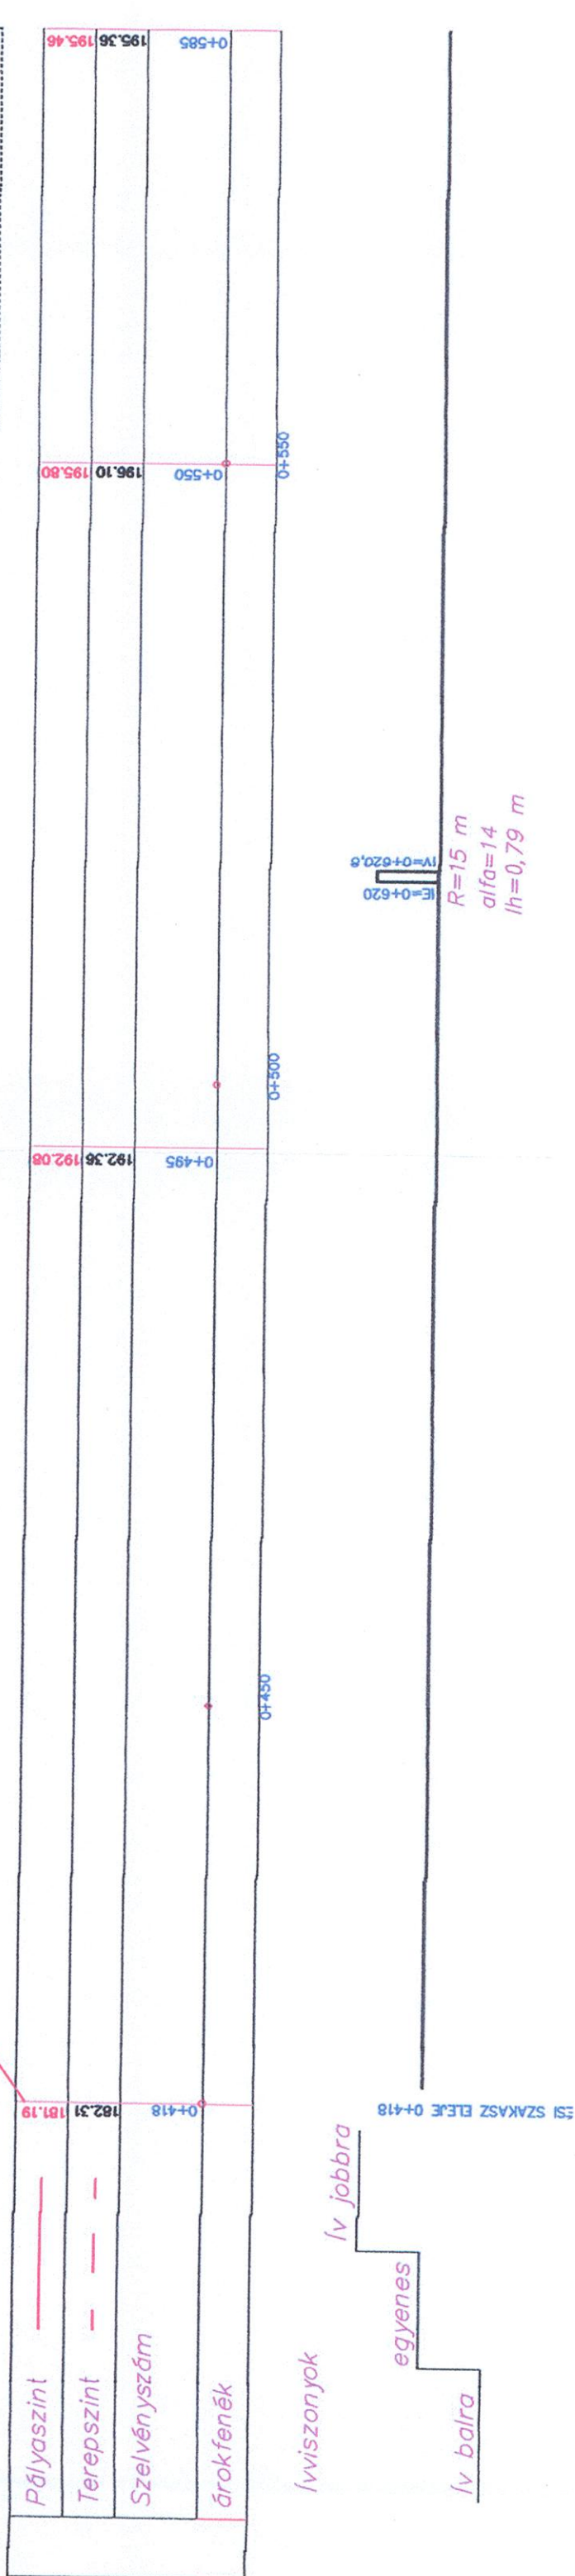 Pályaszint 181.19 192.08 195.80 195.46
Terepszint 182.31 192.36 196.10 195.36
Szelvényszám 0+418 0+495 0+550 0+585
árokfenék
0+450 0+500 0+550
Ívviszonyok
Ív jobbra
egyenes
Ív balra
SZAKASZ ELEJE 0+418
IE=0+620
IV=0+620,8
R=15 m
alfa=14
Ih=0,79 m